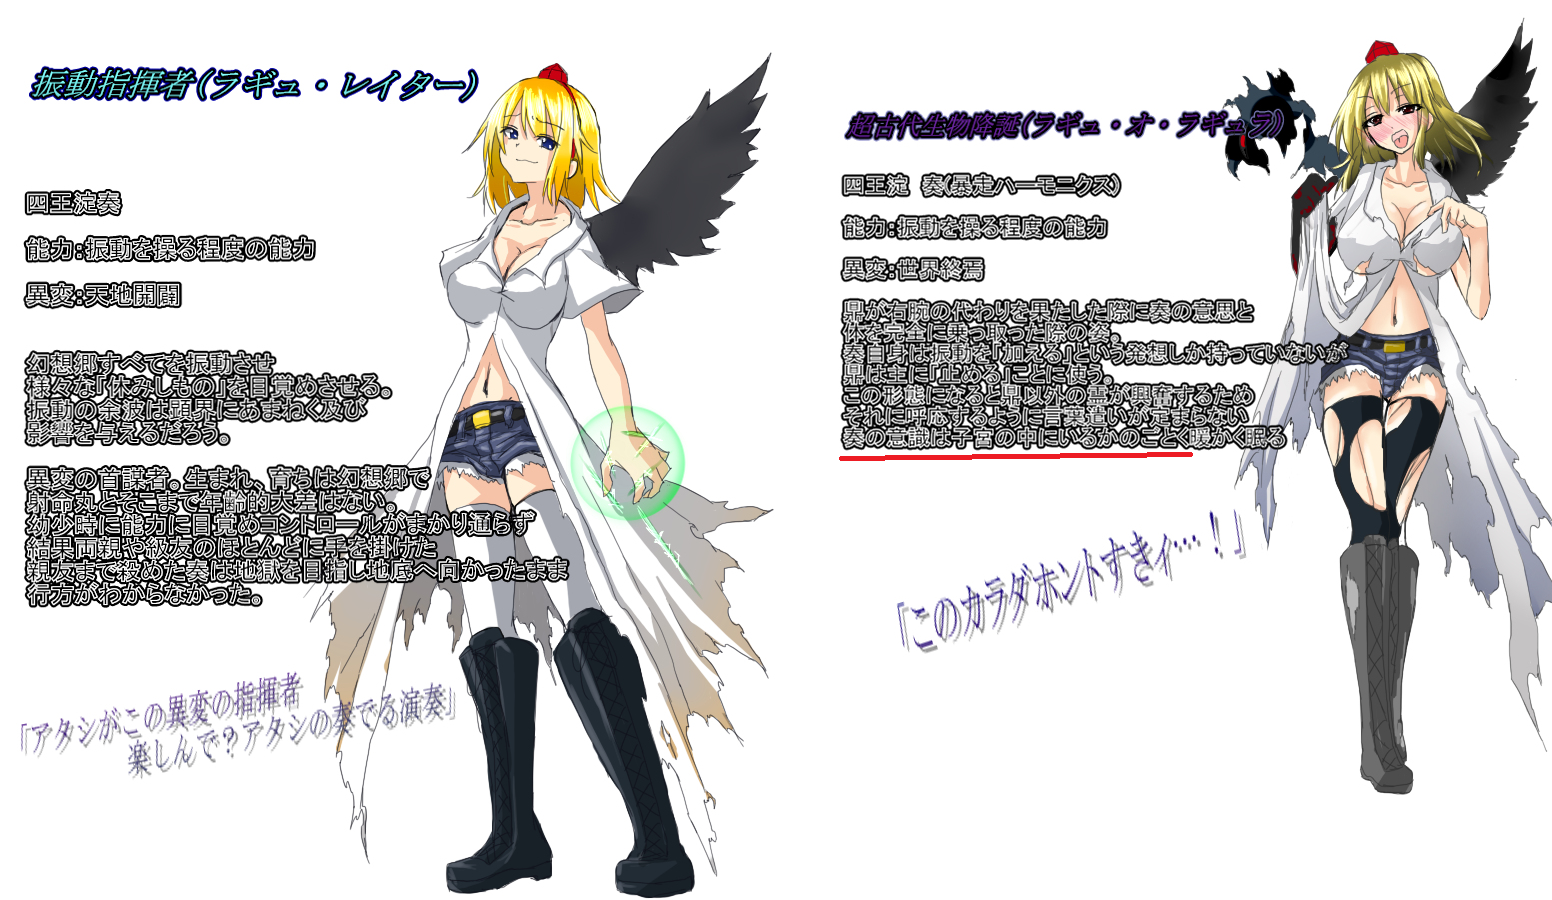 振動指揮者(ラギュ・レイター)
四王淀奏
能力:振動を操る程度の能力
異変:天地開闢
幻想郷すべてを振動させ
様々な「休みしもの」を目覚めさせる。
振動の余波は顕界にあまねく及び
影響を与えるだろう。
異変の首謀者。生まれ、育ちは幻想郷で
射命丸とそこまで年齢的大差はない。
幼少時に能力に目覚めコントロールがまかり通らず
結果両親や級友のほとんどに手を掛けた
親友まで殺めた奏は地獄を目指し地底へ向かったまま
行方がわからなかった。
「アタシがこの異変の指揮者
楽しんで?アタシの奏でる演奏」
超古代生物降誕(ラギュ・オ・ラギュラ)
四王淀 奏(暴走ハーモニクス)
能力:振動を操る程度の能力
異変:世界終焉
鼎が右腕の代わりを果たした際に奏の意思と
体を完全に乗っ取った際の姿。
奏自身は振動を「加える」という発想しか持っていないが
鼎は主に「止める」ことに使う。
この形態になると鼎以外の霊が興奮するため
それに呼応するように言葉遣いが定まらない
奏の意識は子宮の中にいるかのごとく暖かく眠る
「このカラダホントすきィ…!」